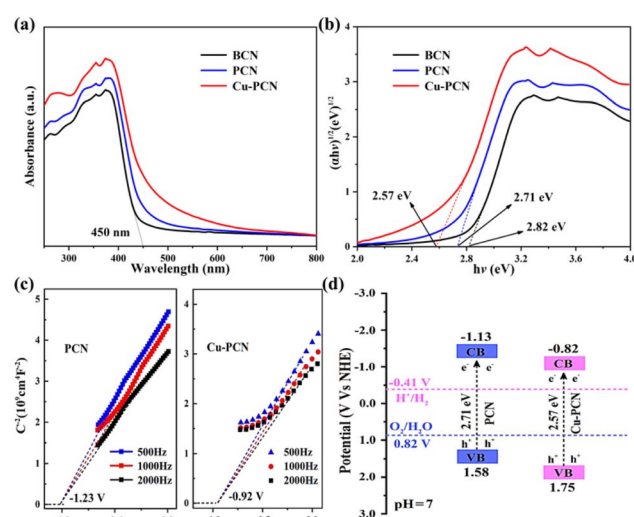 (a)
BCN
PCN
Cu-PCN
Absorbance (a.u.)
450 nm
300 400 500 600 700 800
Wavelength (nm)
(b)
BCN
PCN
Cu-PCN
(αhν)^1/2(eV)^1/2
4
3
2
1
0
2.57 eV
2.71 eV
2.82 eV
2.0 2.4 2.8 3.2 3.6 4.0
hν (eV)
(c)
PCN
C^-2(10^9cm^4F^-2)
5
4
3
2
1
0
500Hz
1000Hz
2000Hz
-1.23 V
Cu-PCN
500Hz
1000Hz
2000Hz
-0.92 V
(d)
Potential (V Vs NHE)
-3.0
-2.0
-1.0
0.0
1.0
2.0
3.0
-1.13
CB
e- e-
-0.82
CB
e- e-
-0.41 V
H+/H2
2.71 eV
PCN
2.57 eV
Cu-PCN
O2/H2O
0.82 V
h+ h+
VB
1.58
h+ h+
VB
1.75
pH=7